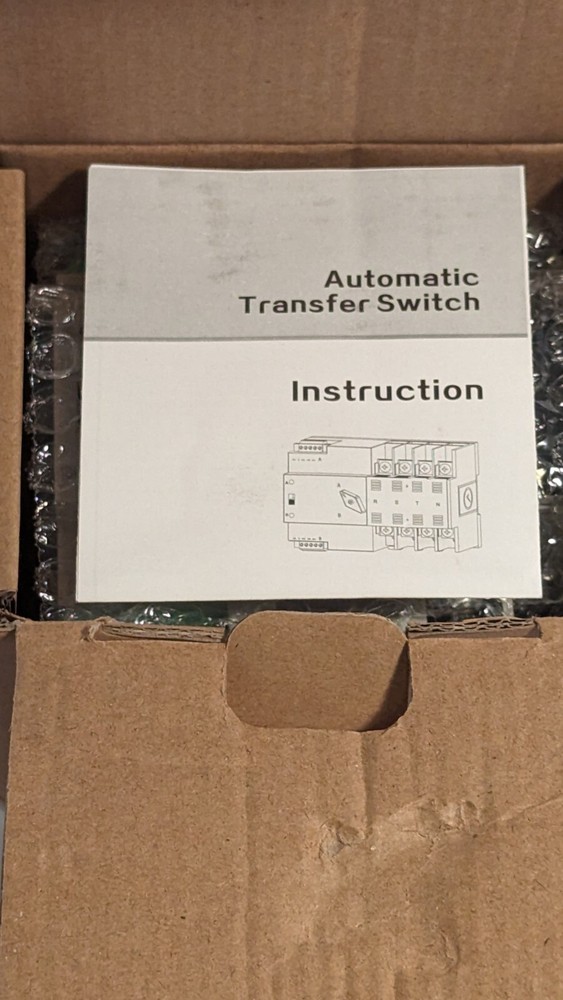 Automatic
Transfer Switch
Instruction
R S T N